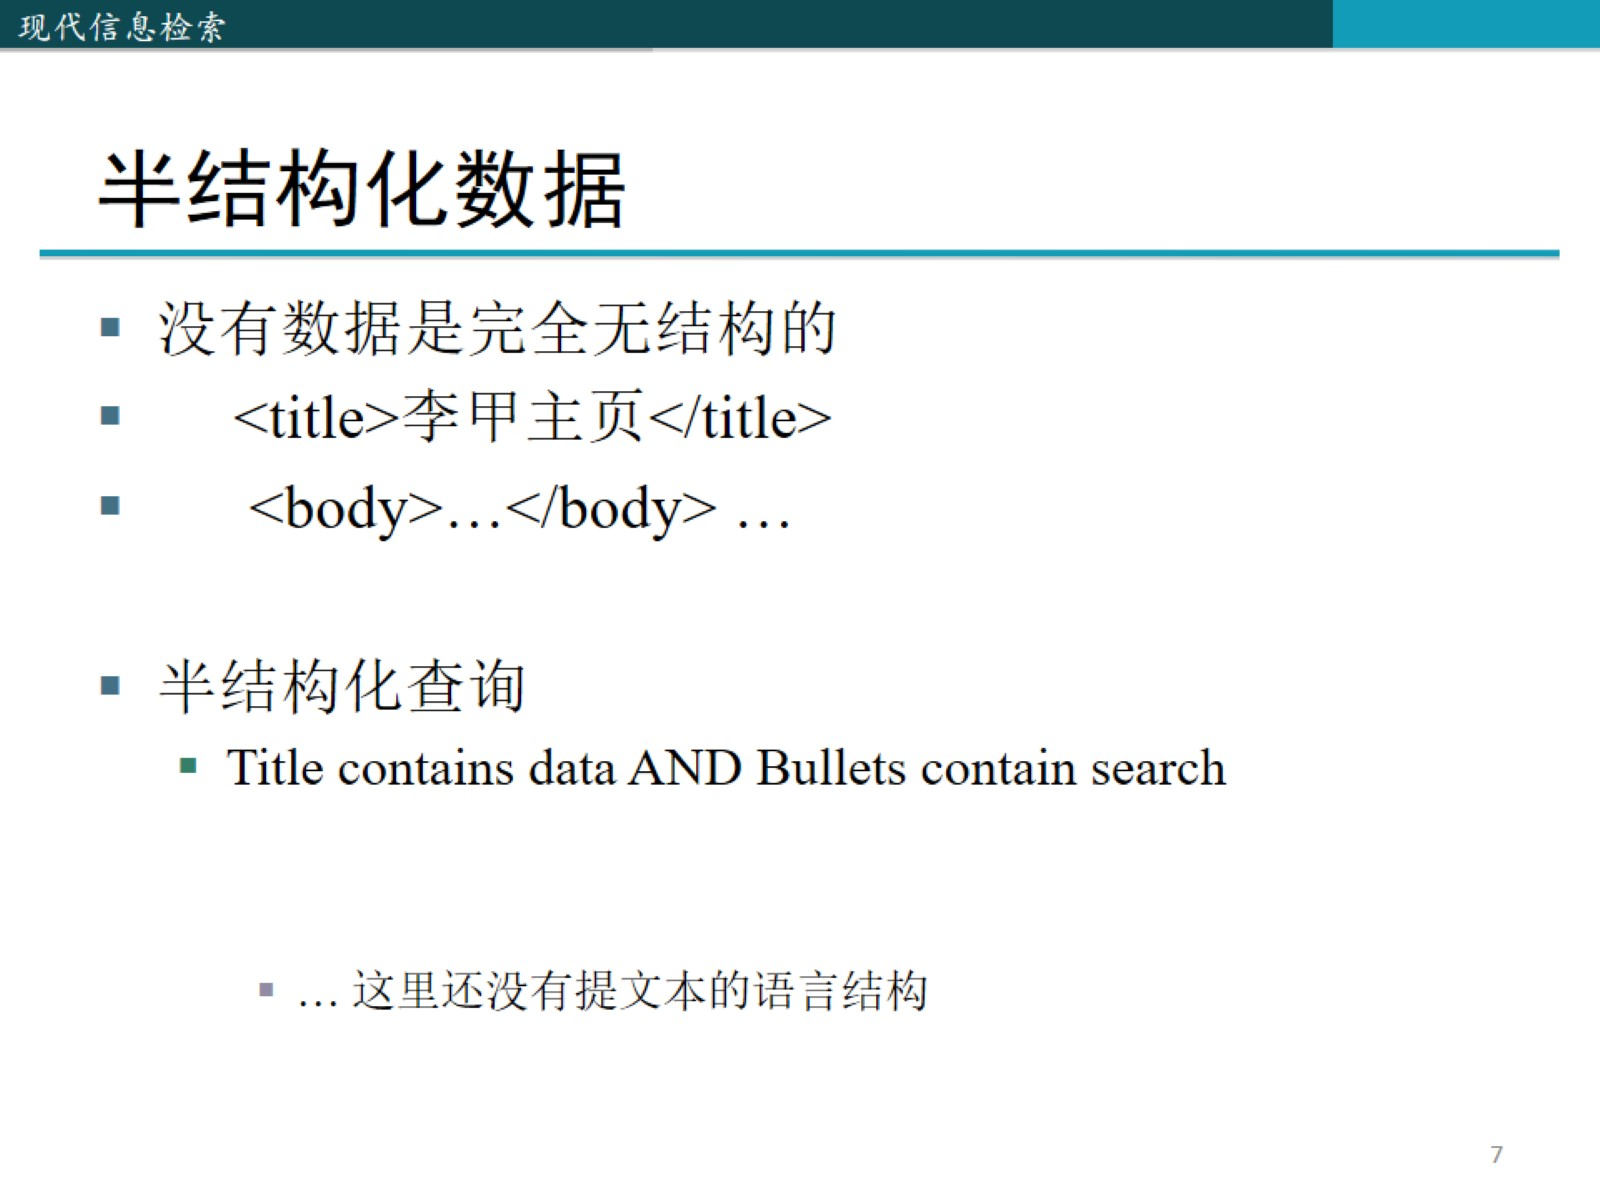 现代信息检索
半结构化数据
没有数据是完全无结构的
<title>李甲主页</title>
<body>…</body> …
半结构化查询
Title contains data AND Bullets contain search
… 这里还没有提文本的语言结构
7